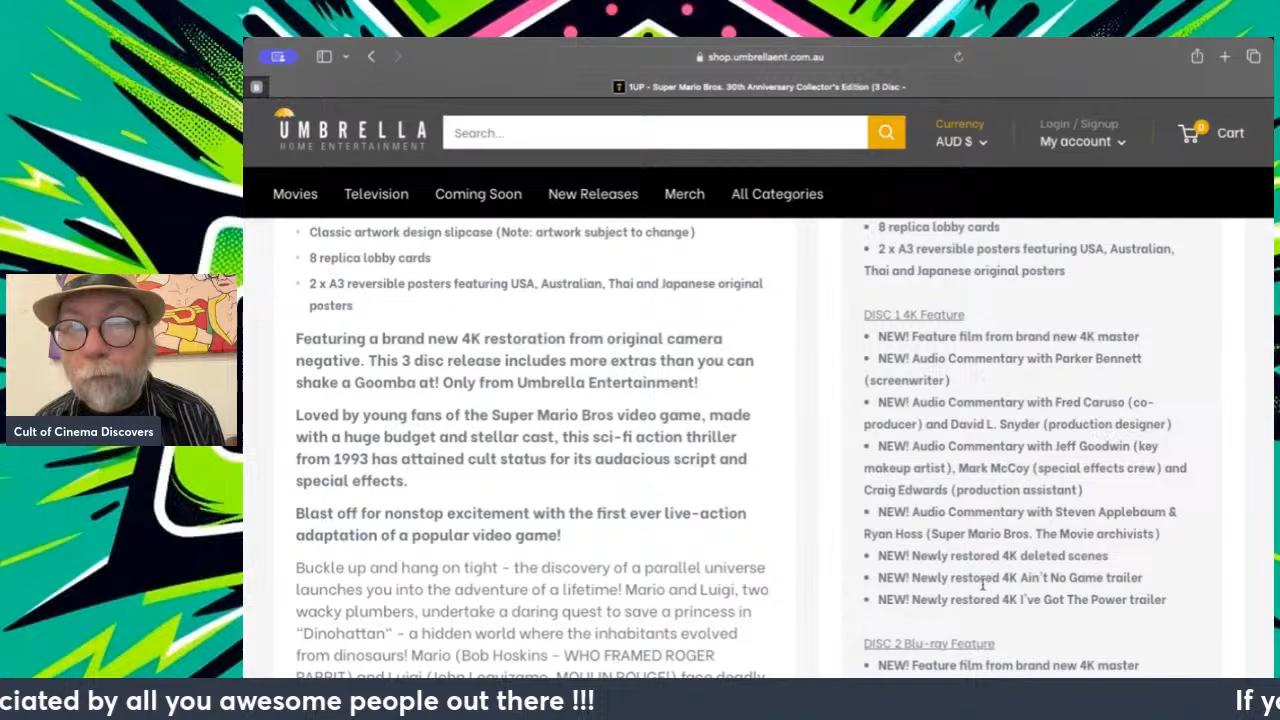 shop.umbrellaent.com.au
1UP - Super Mario Bros. 30th Anniversary Collector's Edition (3 Disc -
UMBRELLA
HOME ENTERTAINMENT
Search...
Currency
AUD $
Login / Signup
My account
0
Cart
Movies
Television
Coming Soon
New Releases
Merch
All Categories
Classic artwork design slipcase (Note: artwork subject to change)
8 replica lobby cards
2 x A3 reversible posters featuring USA, Australian, Thai and Japanese original
posters
Featuring a brand new 4K restoration from original camera
negative. This 3 disc release includes more extras than you can
shake a Goomba at! Only from Umbrella Entertainment!
Loved by young fans of the Super Mario Bros video game, made
with a huge budget and stellar cast, this sci-fi action thriller
from 1993 has attained cult status for its audacious script and
special effects.
Blast off for nonstop excitement with the first ever live-action
adaptation of a popular video game!
Buckle up and hang on tight - the discovery of a parallel universe
launches you into the adventure of a lifetime! Mario and Luigi, two
wacky plumbers, undertake a daring quest to save a princess in
"Dinohattan" - a hidden world where the inhabitants evolved
from dinosaurs! Mario (Bob Hoskins - WHO FRAMED ROGER
RABBIT) and Luigi (John Leguizamo, MOULIN ROUGE!) face deadly
8 replica lobby cards
2 x A3 reversible posters featuring USA, Australian,
Thai and Japanese original posters
DISC 1 4K Feature
NEW! Feature film from brand new 4K master
NEW! Audio Commentary with Parker Bennett
(screenwriter)
NEW! Audio Commentary with Fred Caruso (co-
producer) and David L. Snyder (production designer)
NEW! Audio Commentary with Jeff Goodwin (key
makeup artist), Mark McCoy (special effects crew) and
Craig Edwards (production assistant)
NEW! Audio Commentary with Steven Applebaum &
Ryan Hoss (Super Mario Bros. The Movie archivists)
NEW! Newly restored 4K deleted scenes
NEW! Newly restored 4K Ain't No Game trailer
NEW! Newly restored 4K I've Got The Power trailer
DISC 2 Blu-ray Feature
NEW! Feature film from brand new 4K master
Cult of Cinema Discovers
ciated by all you awesome people out there !!!
If yo